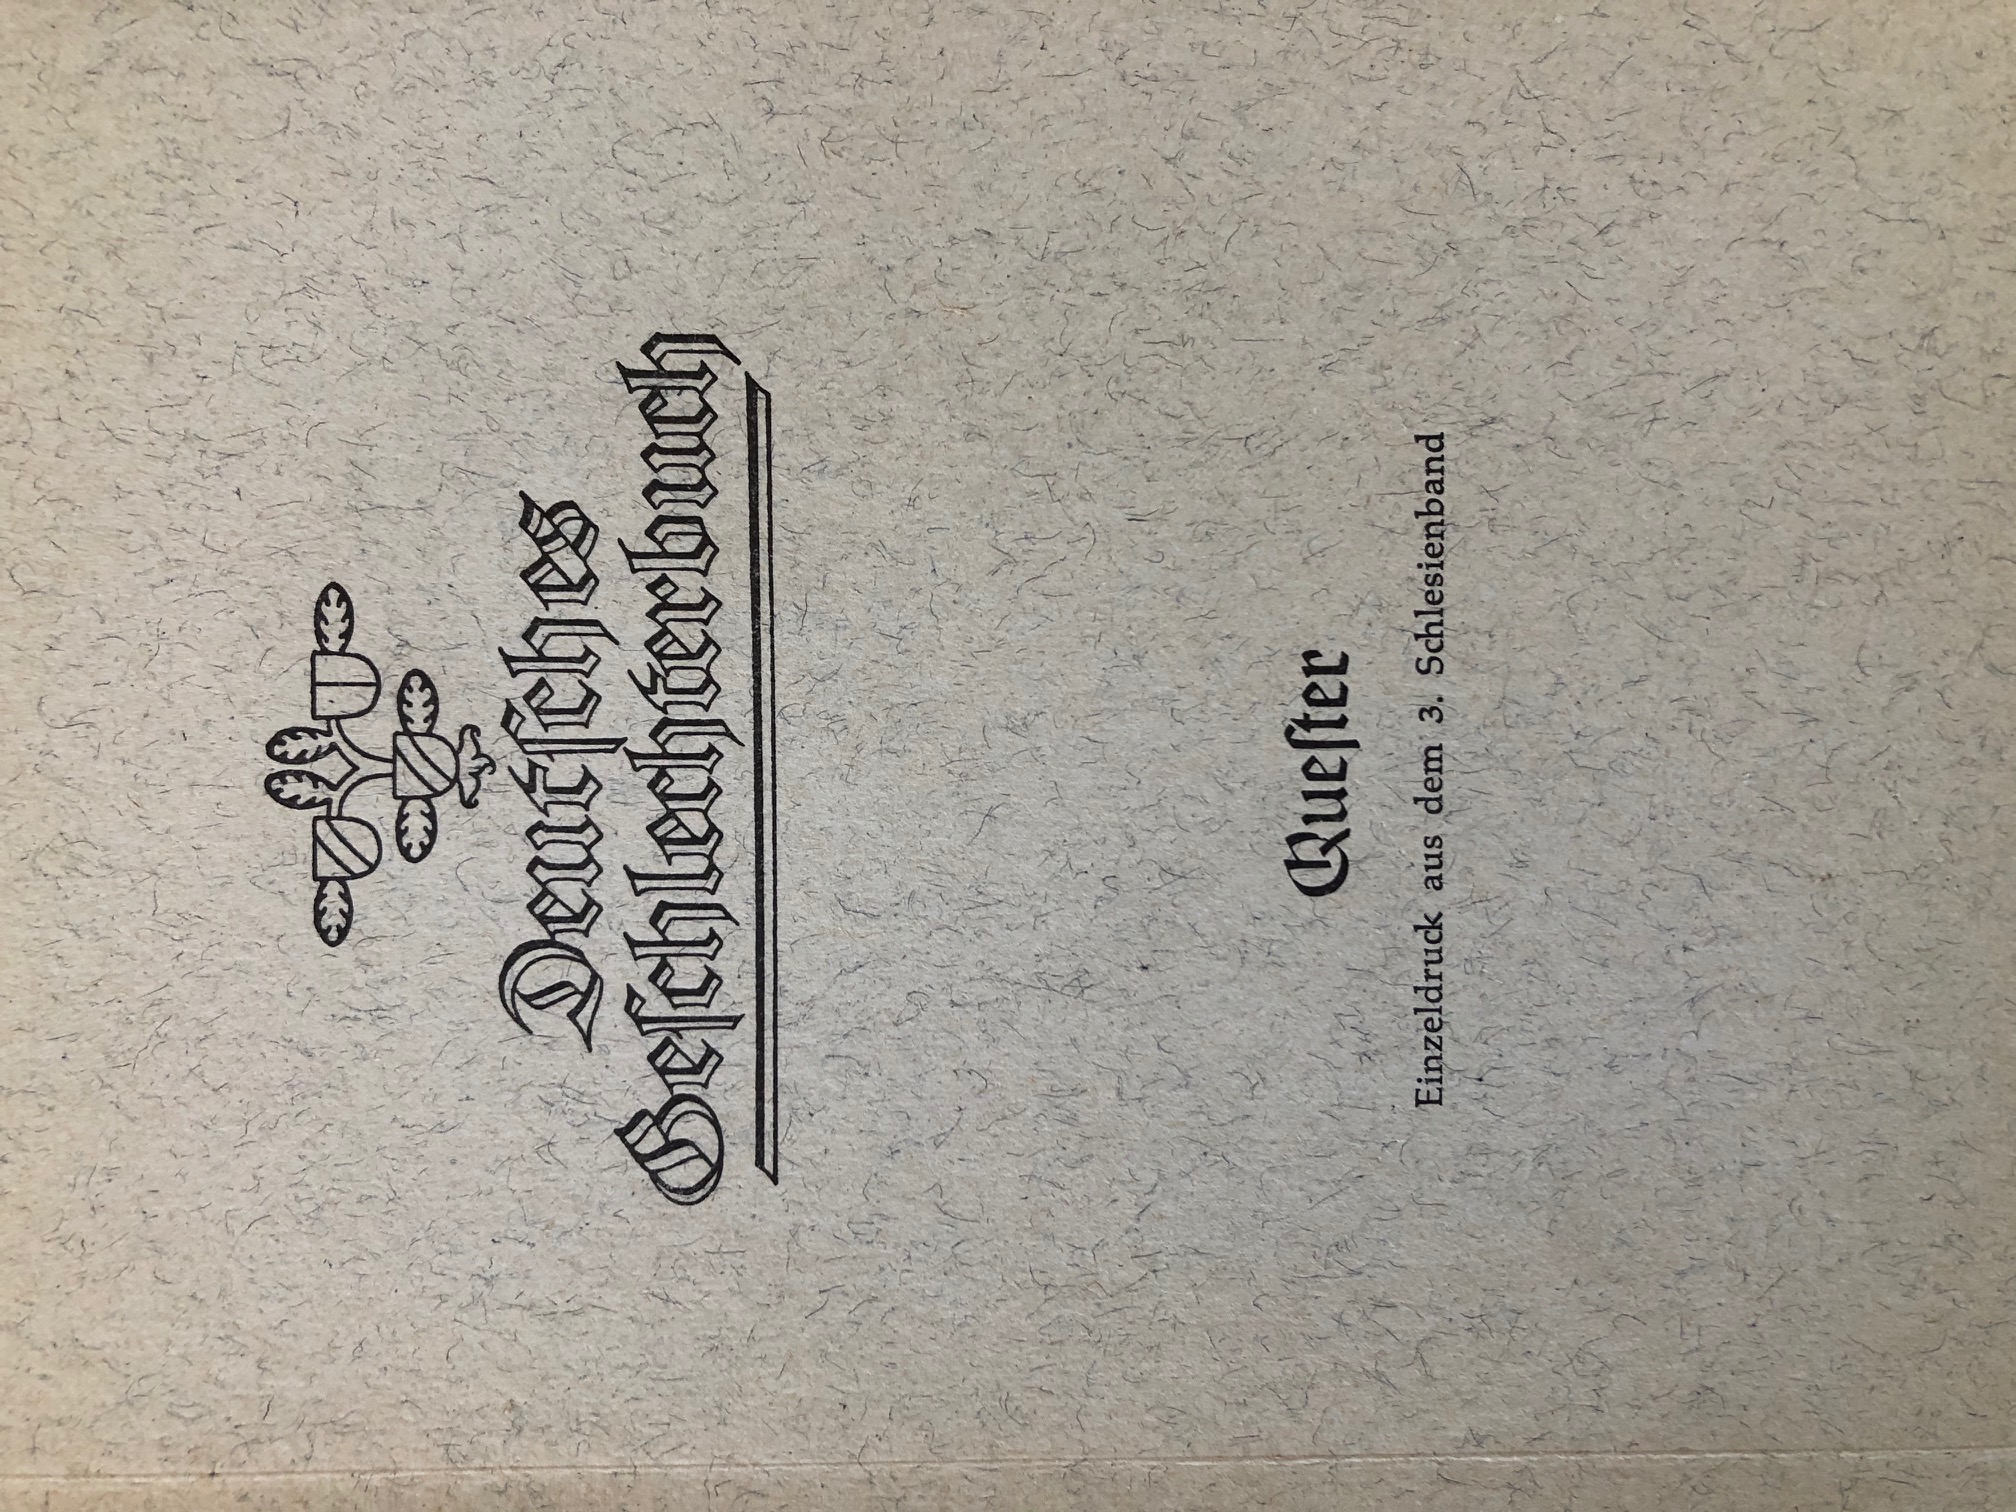 Deutſches
Geſchlechterbuch
Queſter
Einzeldruck aus dem 3. Schlesienband